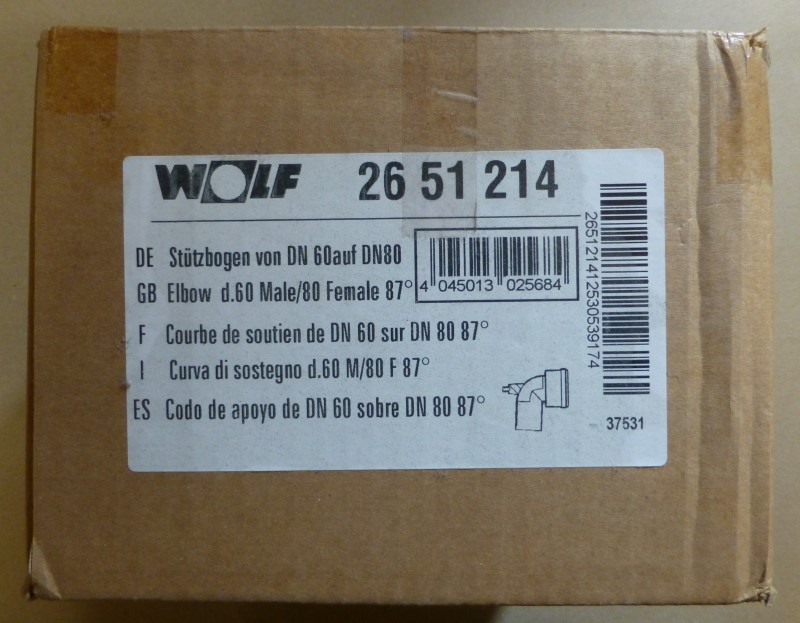 WOLF 26 51 214
DE Stützbogen von DN 60auf DN80
GB Elbow d.60 Male/80 Female 87°
4 045013 025684
F Courbe de soutien de DN 60 sur DN 80 87°
I Curva di sostegno d.60 M/80 F 87°
ES Codo de apoyo de DN 60 sobre DN 80 87°
265121412530539174
37531